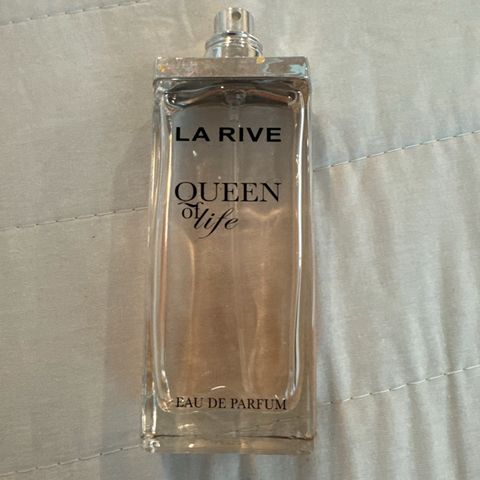 LA RIVE
QUEEN
of life
EAU DE PARFUM